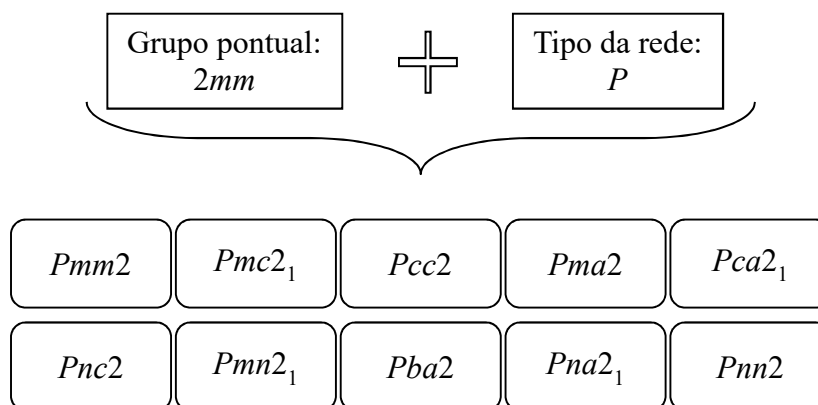 Grupo pontual:
2mm
Tipo da rede:
P
Pmm2 Pmc2₁ Pcc2 Pma2 Pca2₁
Pnc2 Pmn2₁ Pba2 Pna2₁ Pnn2